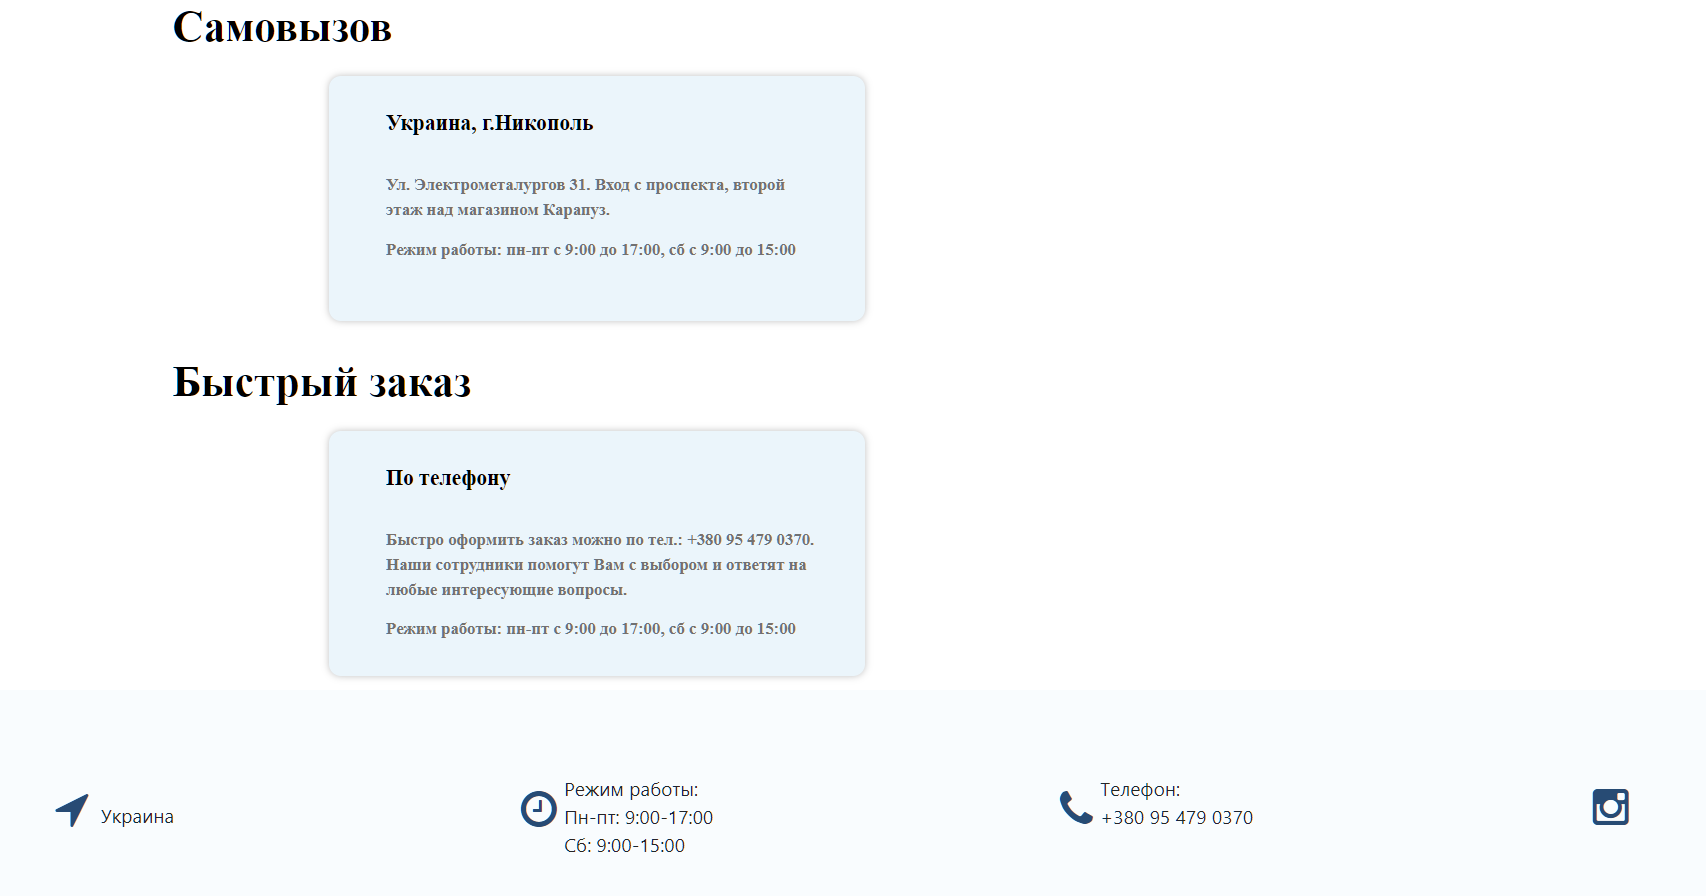 Самовызов
Украина, г.Никополь
Ул. Электрометалургов 31. Вход с проспекта, второй
этаж над магазином Карапуз.
Режим работы: пн-пт с 9:00 до 17:00, сб с 9:00 до 15:00
Быстрый заказ
По телефону
Быстро оформить заказ можно по тел.: +380 95 479 0370.
Наши сотрудники помогут Вам с выбором и ответят на
любые интересующие вопросы.
Режим работы: пн-пт с 9:00 до 17:00, сб с 9:00 до 15:00
Украина
Режим работы:
Пн-пт: 9:00-17:00
Сб: 9:00-15:00
Телефон:
+380 95 479 0370